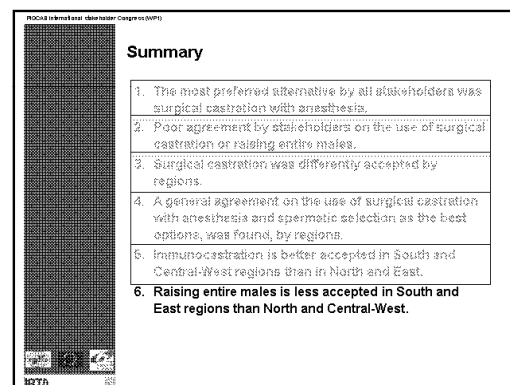 PIGCAS International stakeholder Congress (WP1)
Summary
1. The most preferred alternative by all stakeholders was
surgical castration with anesthesia.
2. Poor agreement by stakeholders on the use of surgical
castration or raising entire males.
3. Surgical castration was differently accepted by
regions.
4. A general agreement on the use of surgical castration
with anesthesia and spermatic selection as the best
options, was found, by regions.
5. Immunocastration is better accepted in South and
Central-West regions than in North and East.
6. Raising entire males is less accepted in South and
East regions than North and Central-West.
IRTA